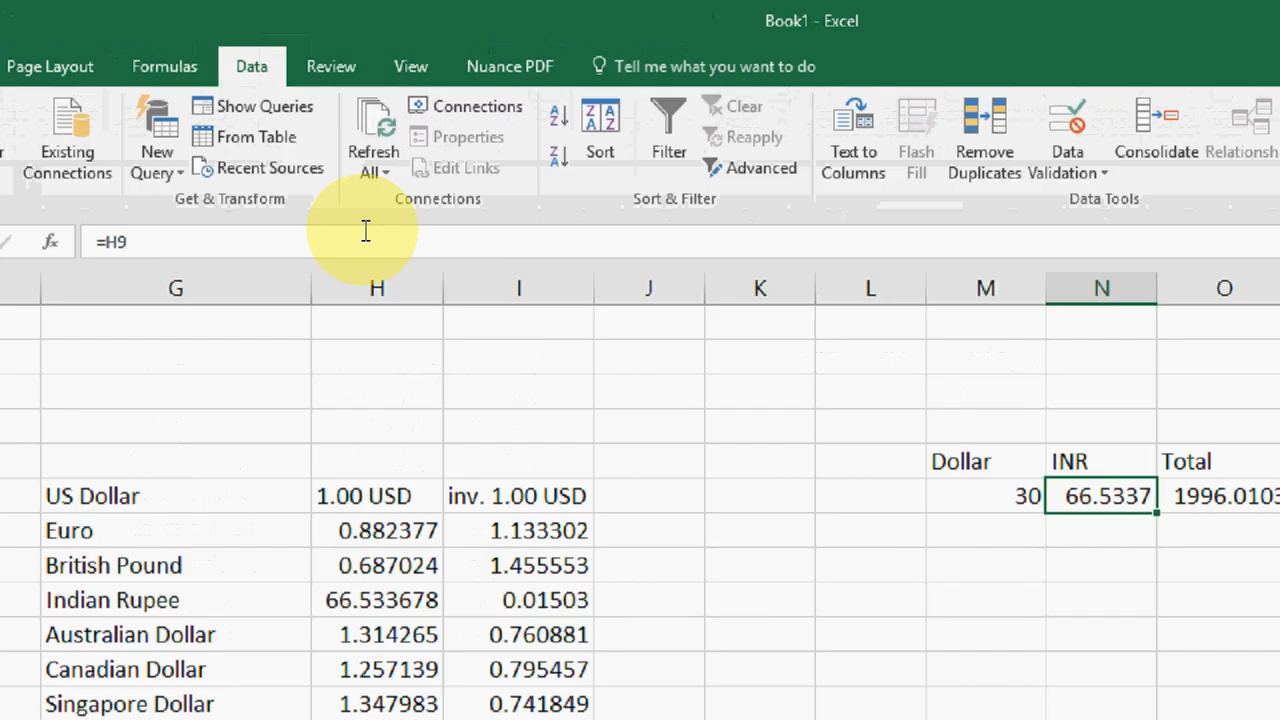 Book1 - Excel
Page Layout Formulas Data Review View Nuance PDF Tell me what you want to do
Existing Connections
New Query
Show Queries
From Table
Recent Sources
Get & Transform
Refresh All
Connections
Properties
Edit Links
Connections
Sort
Filter
Clear
Reapply
Advanced
Sort & Filter
Text to Columns
Flash Fill
Remove Duplicates
Data Validation
Consolidate
Data Tools
fx =H9
G H I J K L M N O
Dollar INR Total
US Dollar 1.00 USD inv. 1.00 USD 30 66.5337 1996.0103
Euro 0.882377 1.133302
British Pound 0.687024 1.455553
Indian Rupee 66.533678 0.01503
Australian Dollar 1.314265 0.760881
Canadian Dollar 1.257139 0.795457
Singapore Dollar 1.347983 0.741849